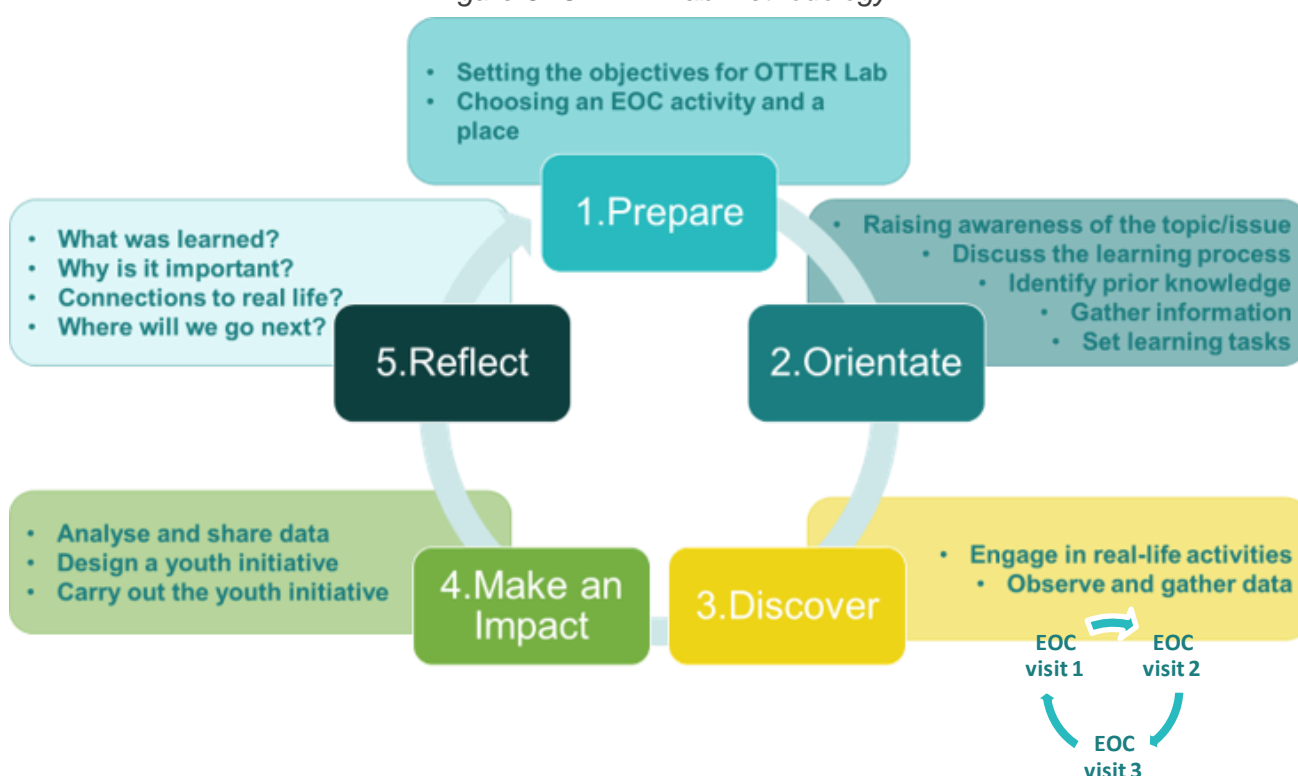 • Setting the objectives for OTTER Lab
• Choosing an EOC activity and a
place
1.Prepare
• Raising awareness of the topic/issue
• Discuss the learning process
• Identify prior knowledge
• Gather information
• Set learning tasks
2.Orientate
• Engage in real-life activities
• Observe and gather data
3.Discover
EOC
visit 1
EOC
visit 2
EOC
visit 3
• Analyse and share data
• Design a youth initiative
• Carry out the youth initiative
4.Make an
Impact
• What was learned?
• Why is it important?
• Connections to real life?
• Where will we go next?
5.Reflect